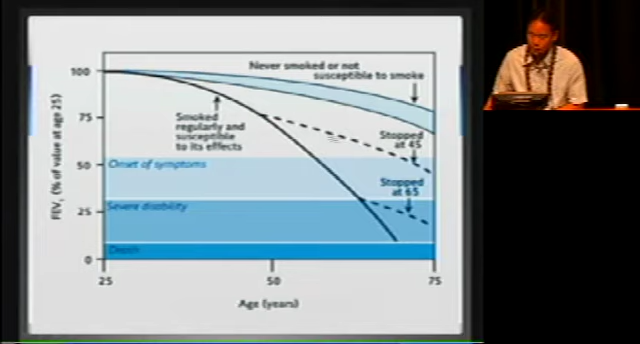 Never smoked or not
susceptible to smoke
100
Smoked
regularly and
susceptible
to its effects
75
Stopped
at 45
FEV1 (% of value at age 25)
50
Onset of symptoms
Stopped
at 65
Severe disability
25
Death
0
25
50
75
Age (years)